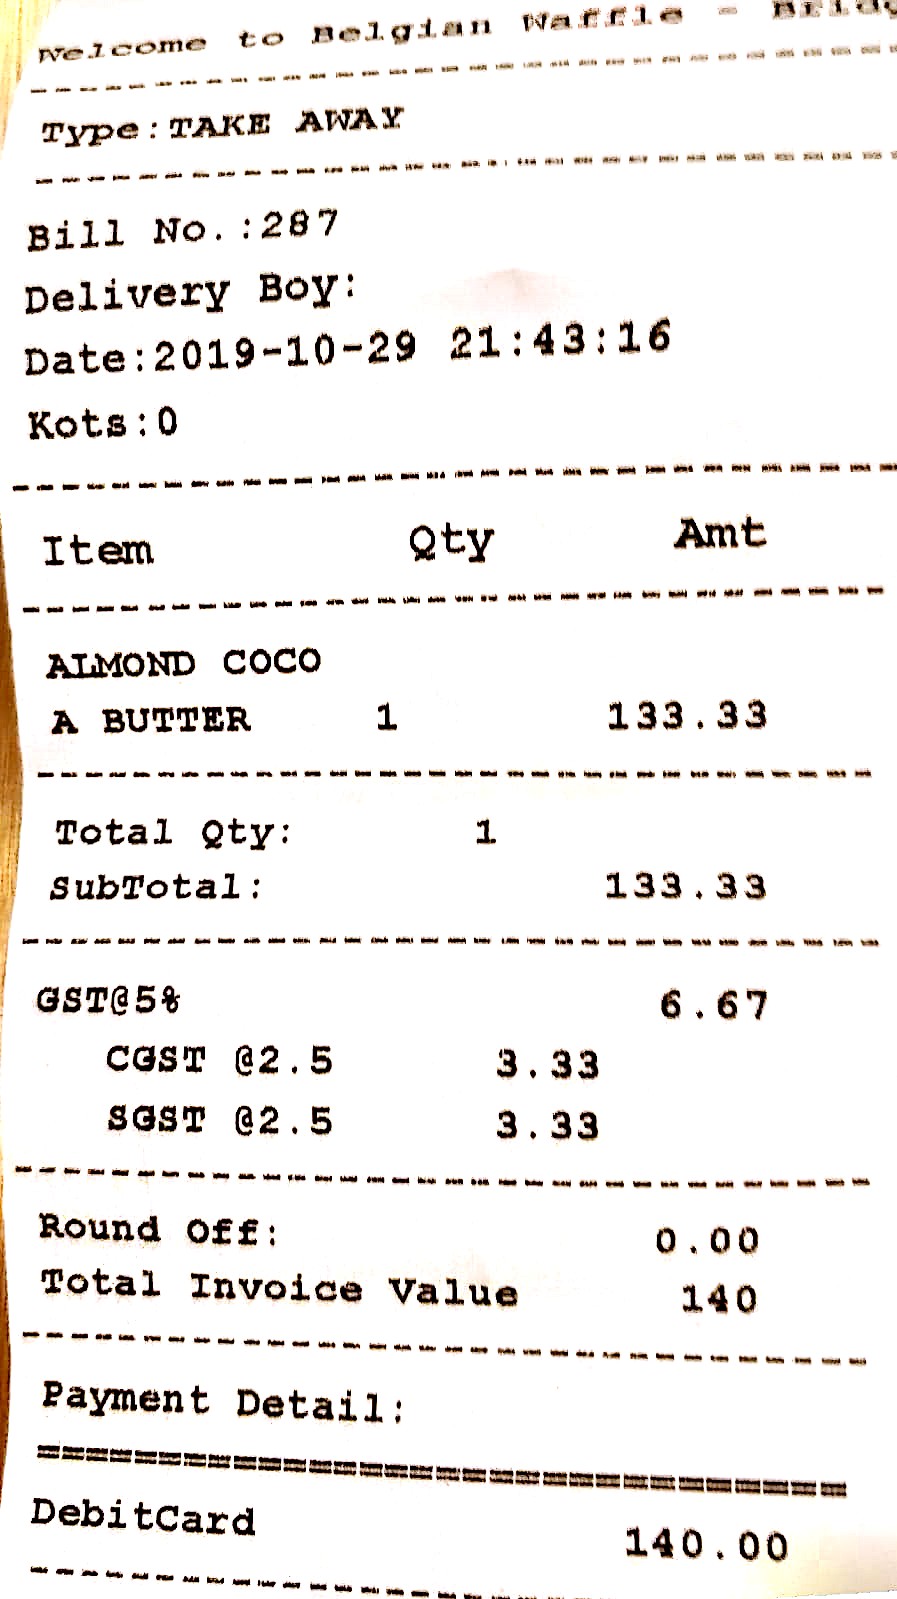 Welcome to Belgian Waffle -
Type:TAKE AWAY
Bill No.:287
Delivery Boy:
Date:2019-10-29 21:43:16
Kots:0
Item Qty Amt
ALMOND COCO
A BUTTER 1 133.33
Total Qty: 1
SubTotal: 133.33
GST@5% 6.67
CGST @2.5 3.33
SGST @2.5 3.33
Round Off: 0.00
Total Invoice Value 140
Payment Detail:
DebitCard 140.00